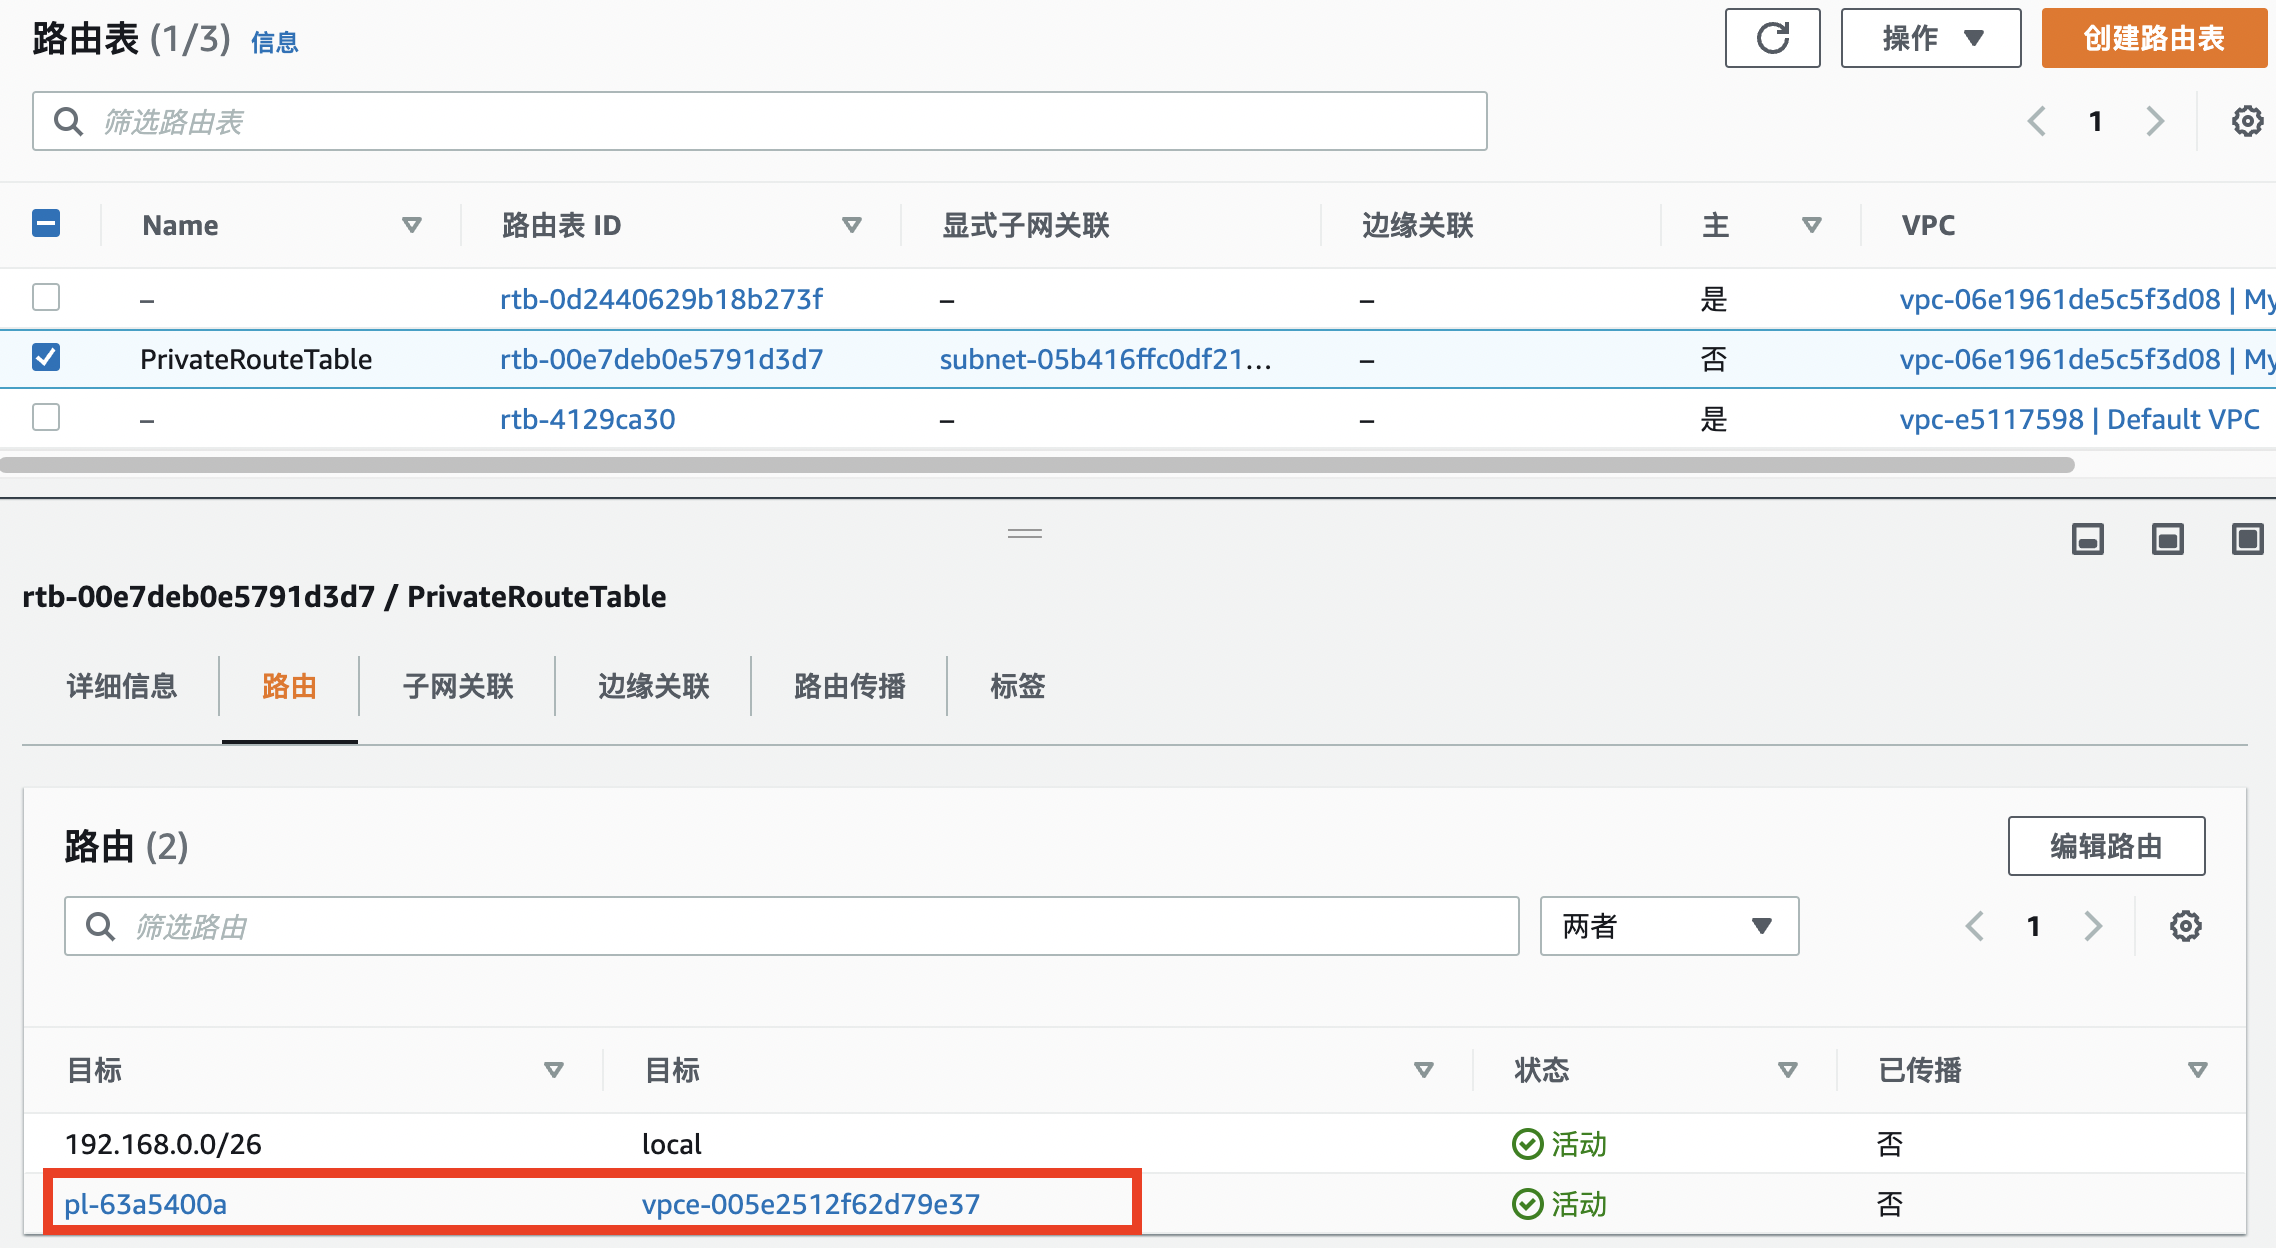 路由表 (1/3) 信息
操作
创建路由表
筛选路由表
1
Name 路由表 ID 显式子网关联 边缘关联 主 VPC
– rtb-0d2440629b18b273f – – 是 vpc-06e1961de5c5f3d08 | My
PrivateRouteTable rtb-00e7deb0e5791d3d7 subnet-05b416ffc0df21... – 否 vpc-06e1961de5c5f3d08 | My
– rtb-4129ca30 – – 是 vpc-e5117598 | Default VPC
rtb-00e7deb0e5791d3d7 / PrivateRouteTable
详细信息 路由 子网关联 边缘关联 路由传播 标签
路由 (2)
编辑路由
筛选路由
两者
1
目标 目标 状态 已传播
192.168.0.0/26 local 活动 否
pl-63a5400a vpce-005e2512f62d79e37 活动 否